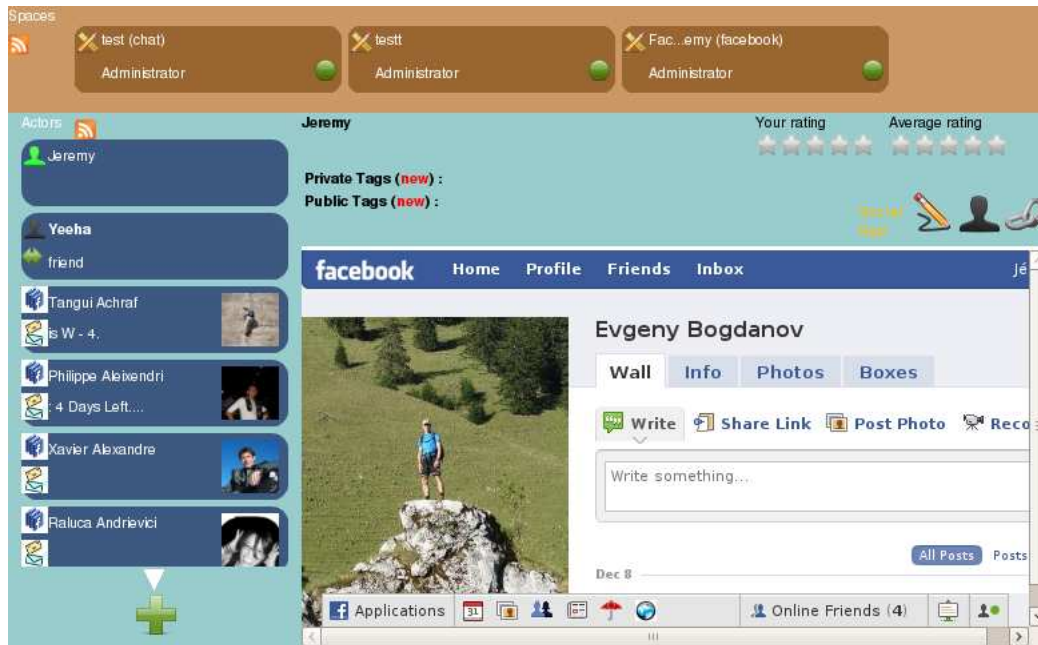 Spaces
test (chat)
Administrator
testt
Administrator
Fac...emy (facebook)
Administrator
Actors
Jeremy
Yeeha
friend
Tangui Achraf
is W - 4.
Philippe Aleixendri
: 4 Days Left....
Xavier Alexandre
Raluca Andrievici
Jeremy
Your rating
Average rating
Private Tags (new) :
Public Tags (new) :
facebook Home Profile Friends Inbox Jé
Evgeny Bogdanov
Wall Info Photos Boxes
Write Share Link Post Photo Reco
Write something...
All Posts Posts
Dec 8
Applications 31 Online Friends (4)